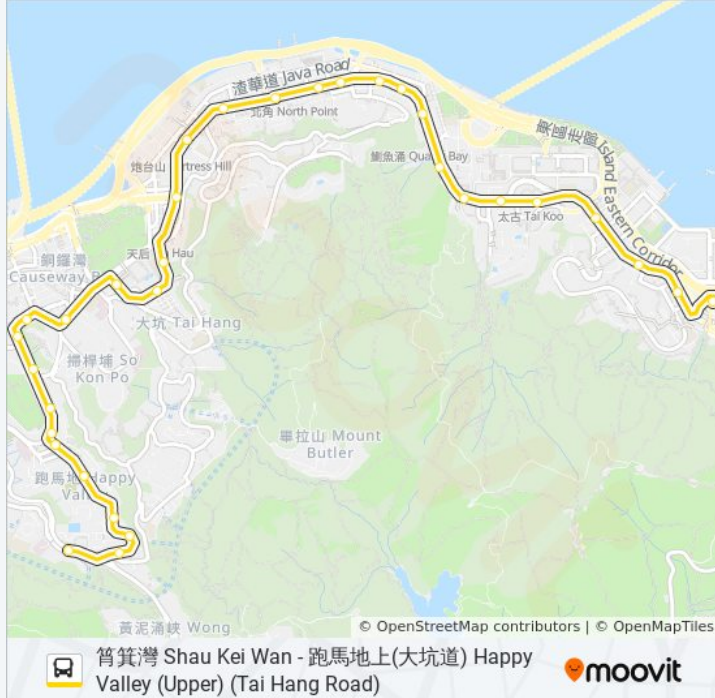 渣華道 Java Road
北角 North Point
東區走廊 Island Eastern Corridor
炮台山 Fortress Hill
鰂魚涌 Quarry Bay
太古 Tai Koo
天后 Hau
銅鑼灣
Causeway B
大坑 Tai Hang
掃桿埔 So
Kon Po
畢拉山 Mount
Butler
跑馬地 Happy
Val
黃泥涌峽 Wong
© OpenStreetMap contributors | © OpenMapTiles
筲箕灣 Shau Kei Wan - 跑馬地上(大坑道) Happy
Valley (Upper) (Tai Hang Road)
moovit